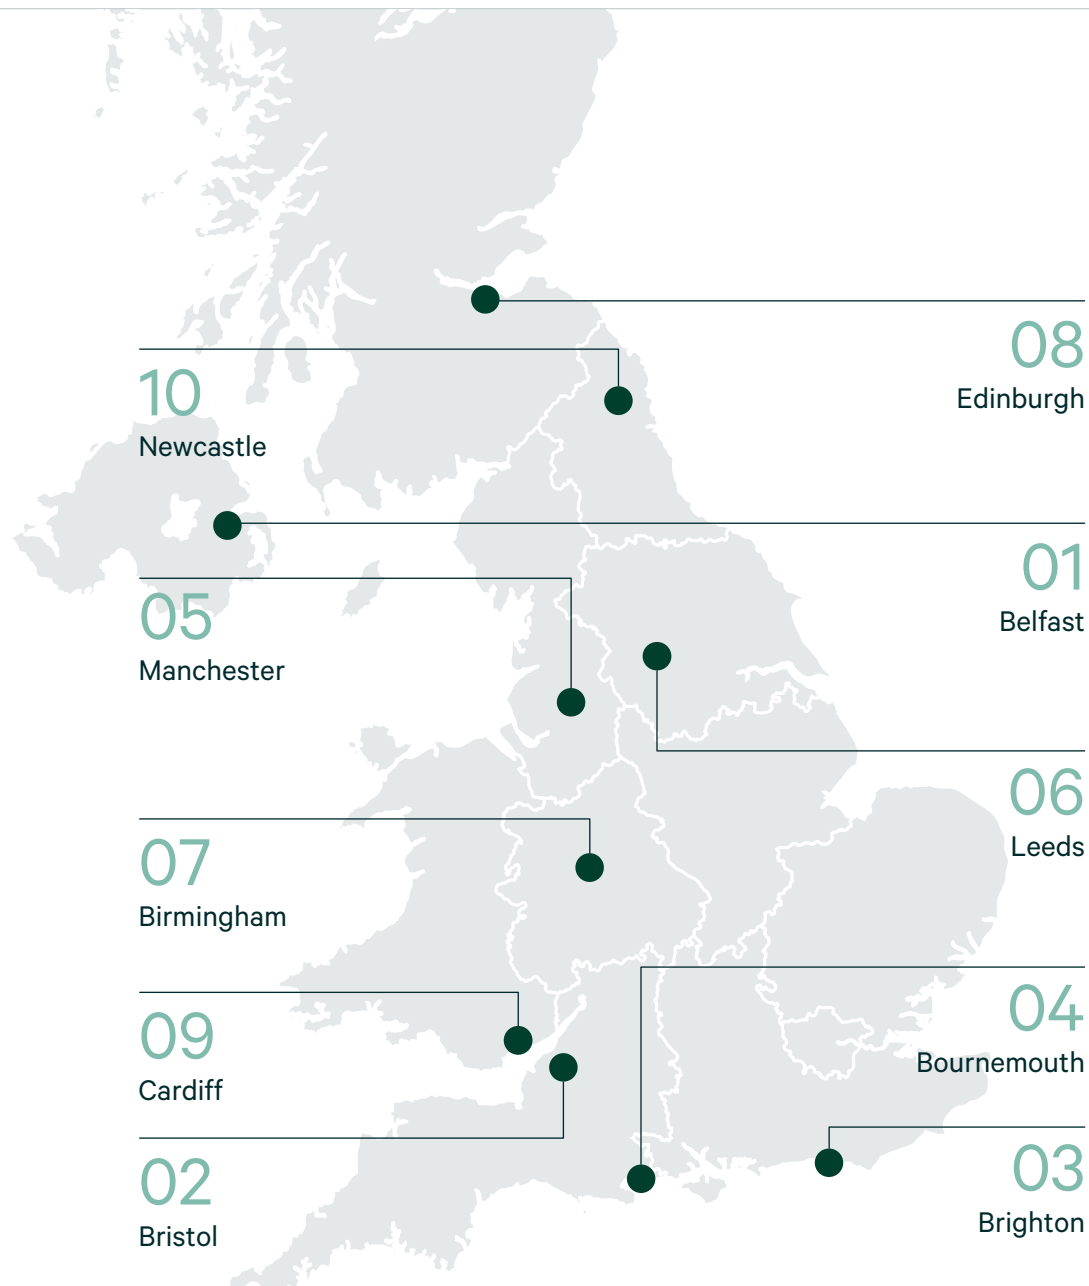 08
Edinburgh
10
Newcastle
01
Belfast
05
Manchester
06
Leeds
07
Birmingham
04
Bournemouth
09
Cardiff
03
Brighton
02
Bristol